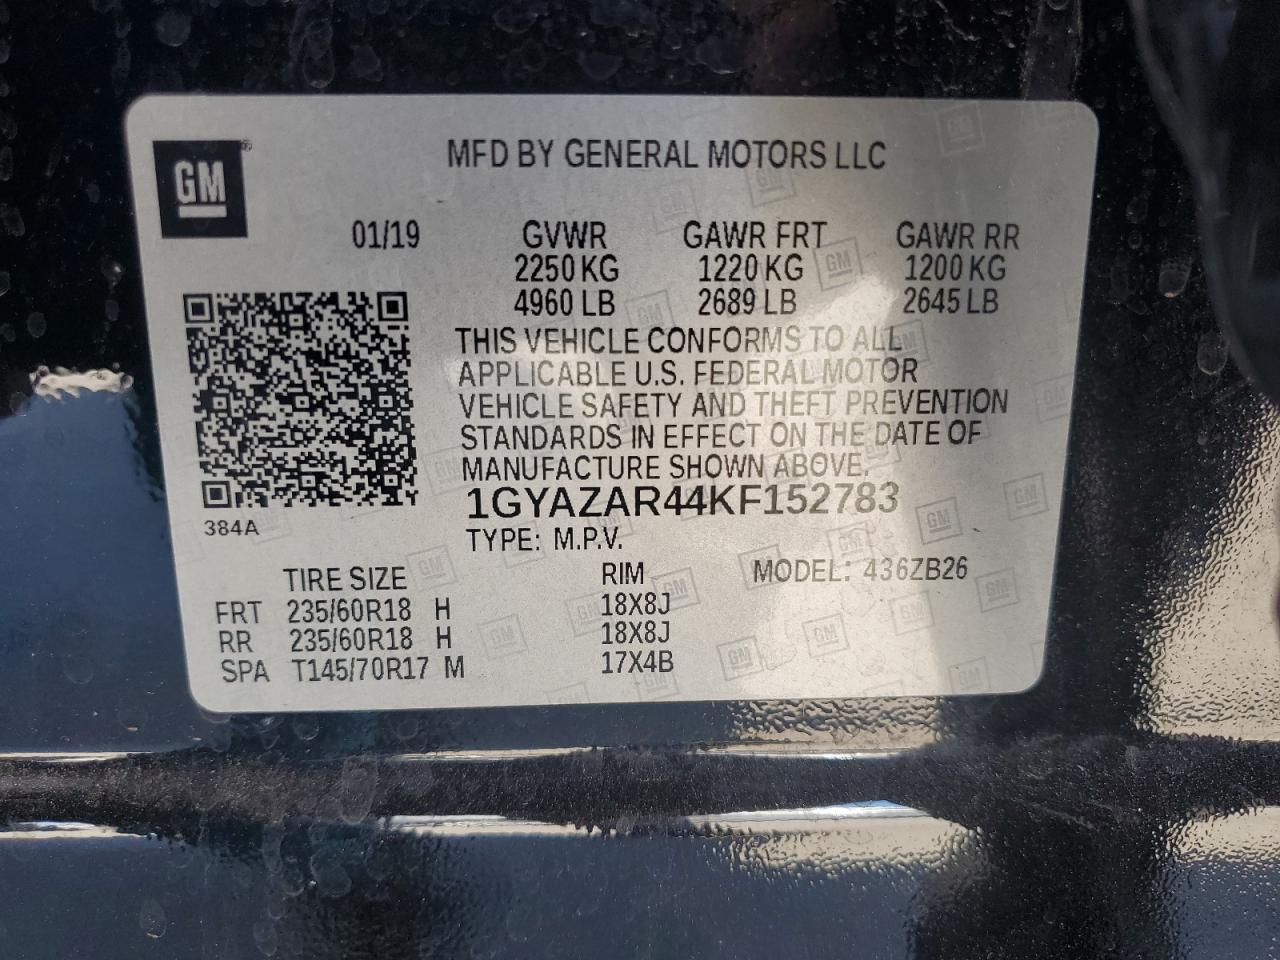 GM
MFD BY GENERAL MOTORS LLC
01/19 GVWR GAWR FRT GAWR RR
2250 KG 1220 KG 1200 KG
4960 LB 2689 LB 2645 LB
THIS VEHICLE CONFORMS TO ALL
APPLICABLE U.S. FEDERAL MOTOR
VEHICLE SAFETY AND THEFT PREVENTION
STANDARDS IN EFFECT ON THE DATE OF
MANUFACTURE SHOWN ABOVE.
1GYAZAR44KF152783
384A
TYPE: M.P.V.
MODEL: 436ZB26
TIRE SIZE RIM
FRT 235/60R18 H 18X8J
RR 235/60R18 H 18X8J
SPA T145/70R17 M 17X4B